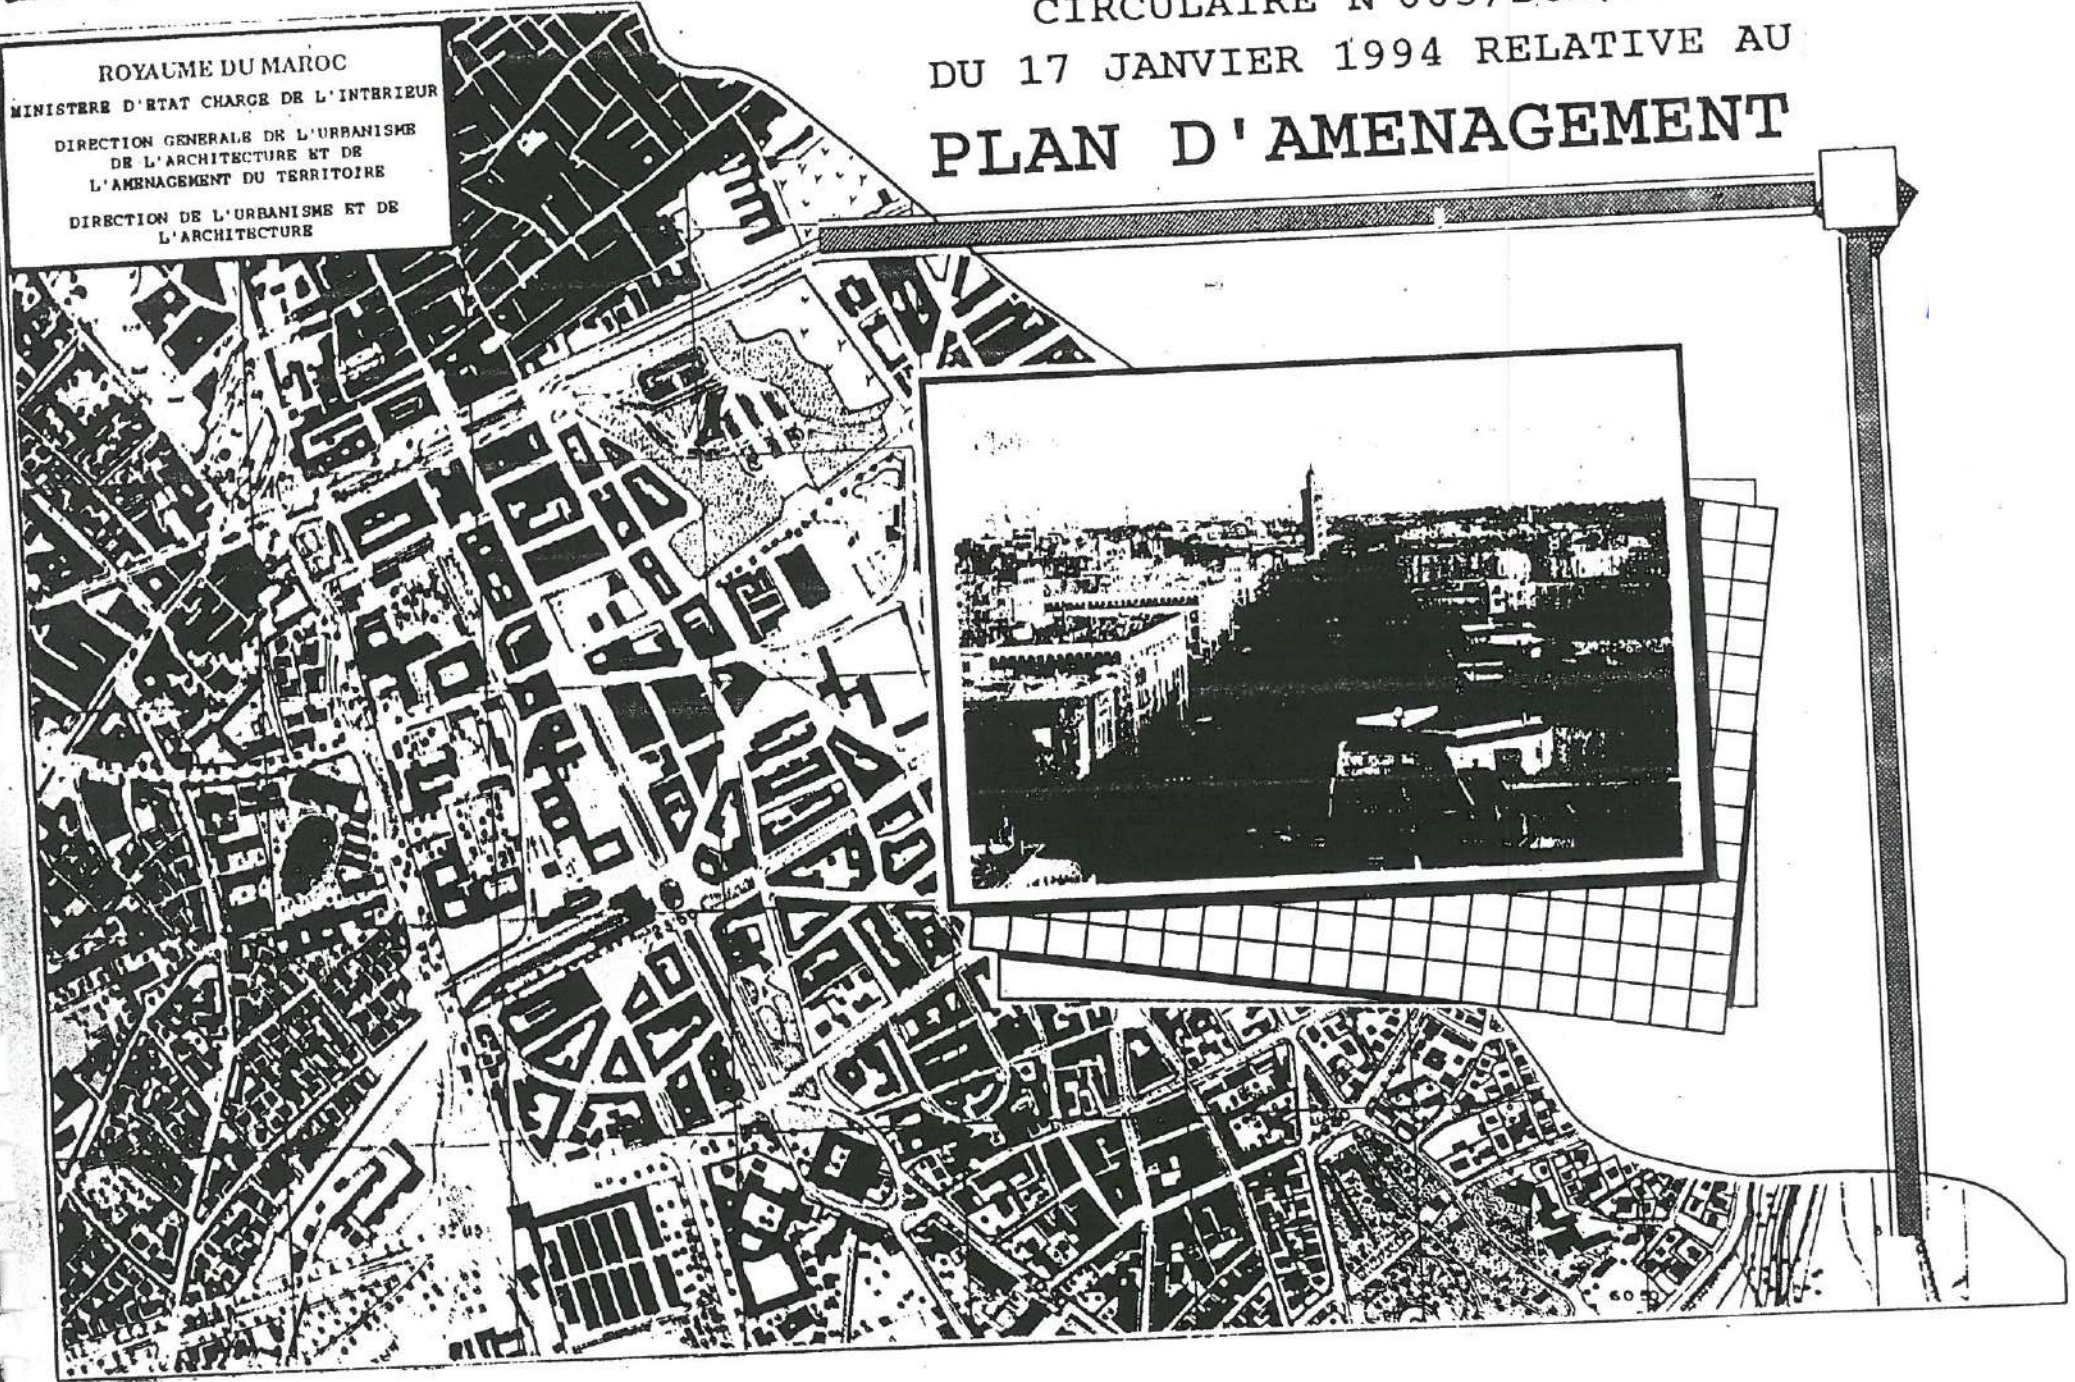 ROYAUME DU MAROC
MINISTERE D'ETAT CHARGE DE L'INTERIEUR
DIRECTION GENERALE DE L'URBANISME
DE L'ARCHITECTURE ET DE
L'AMENAGEMENT DU TERRITOIRE
DIRECTION DE L'URBANISME ET DE
L'ARCHITECTURE
CIRCULAIRE N°
DU 17 JANVIER 1994 RELATIVE AU
PLAN D'AMENAGEMENT